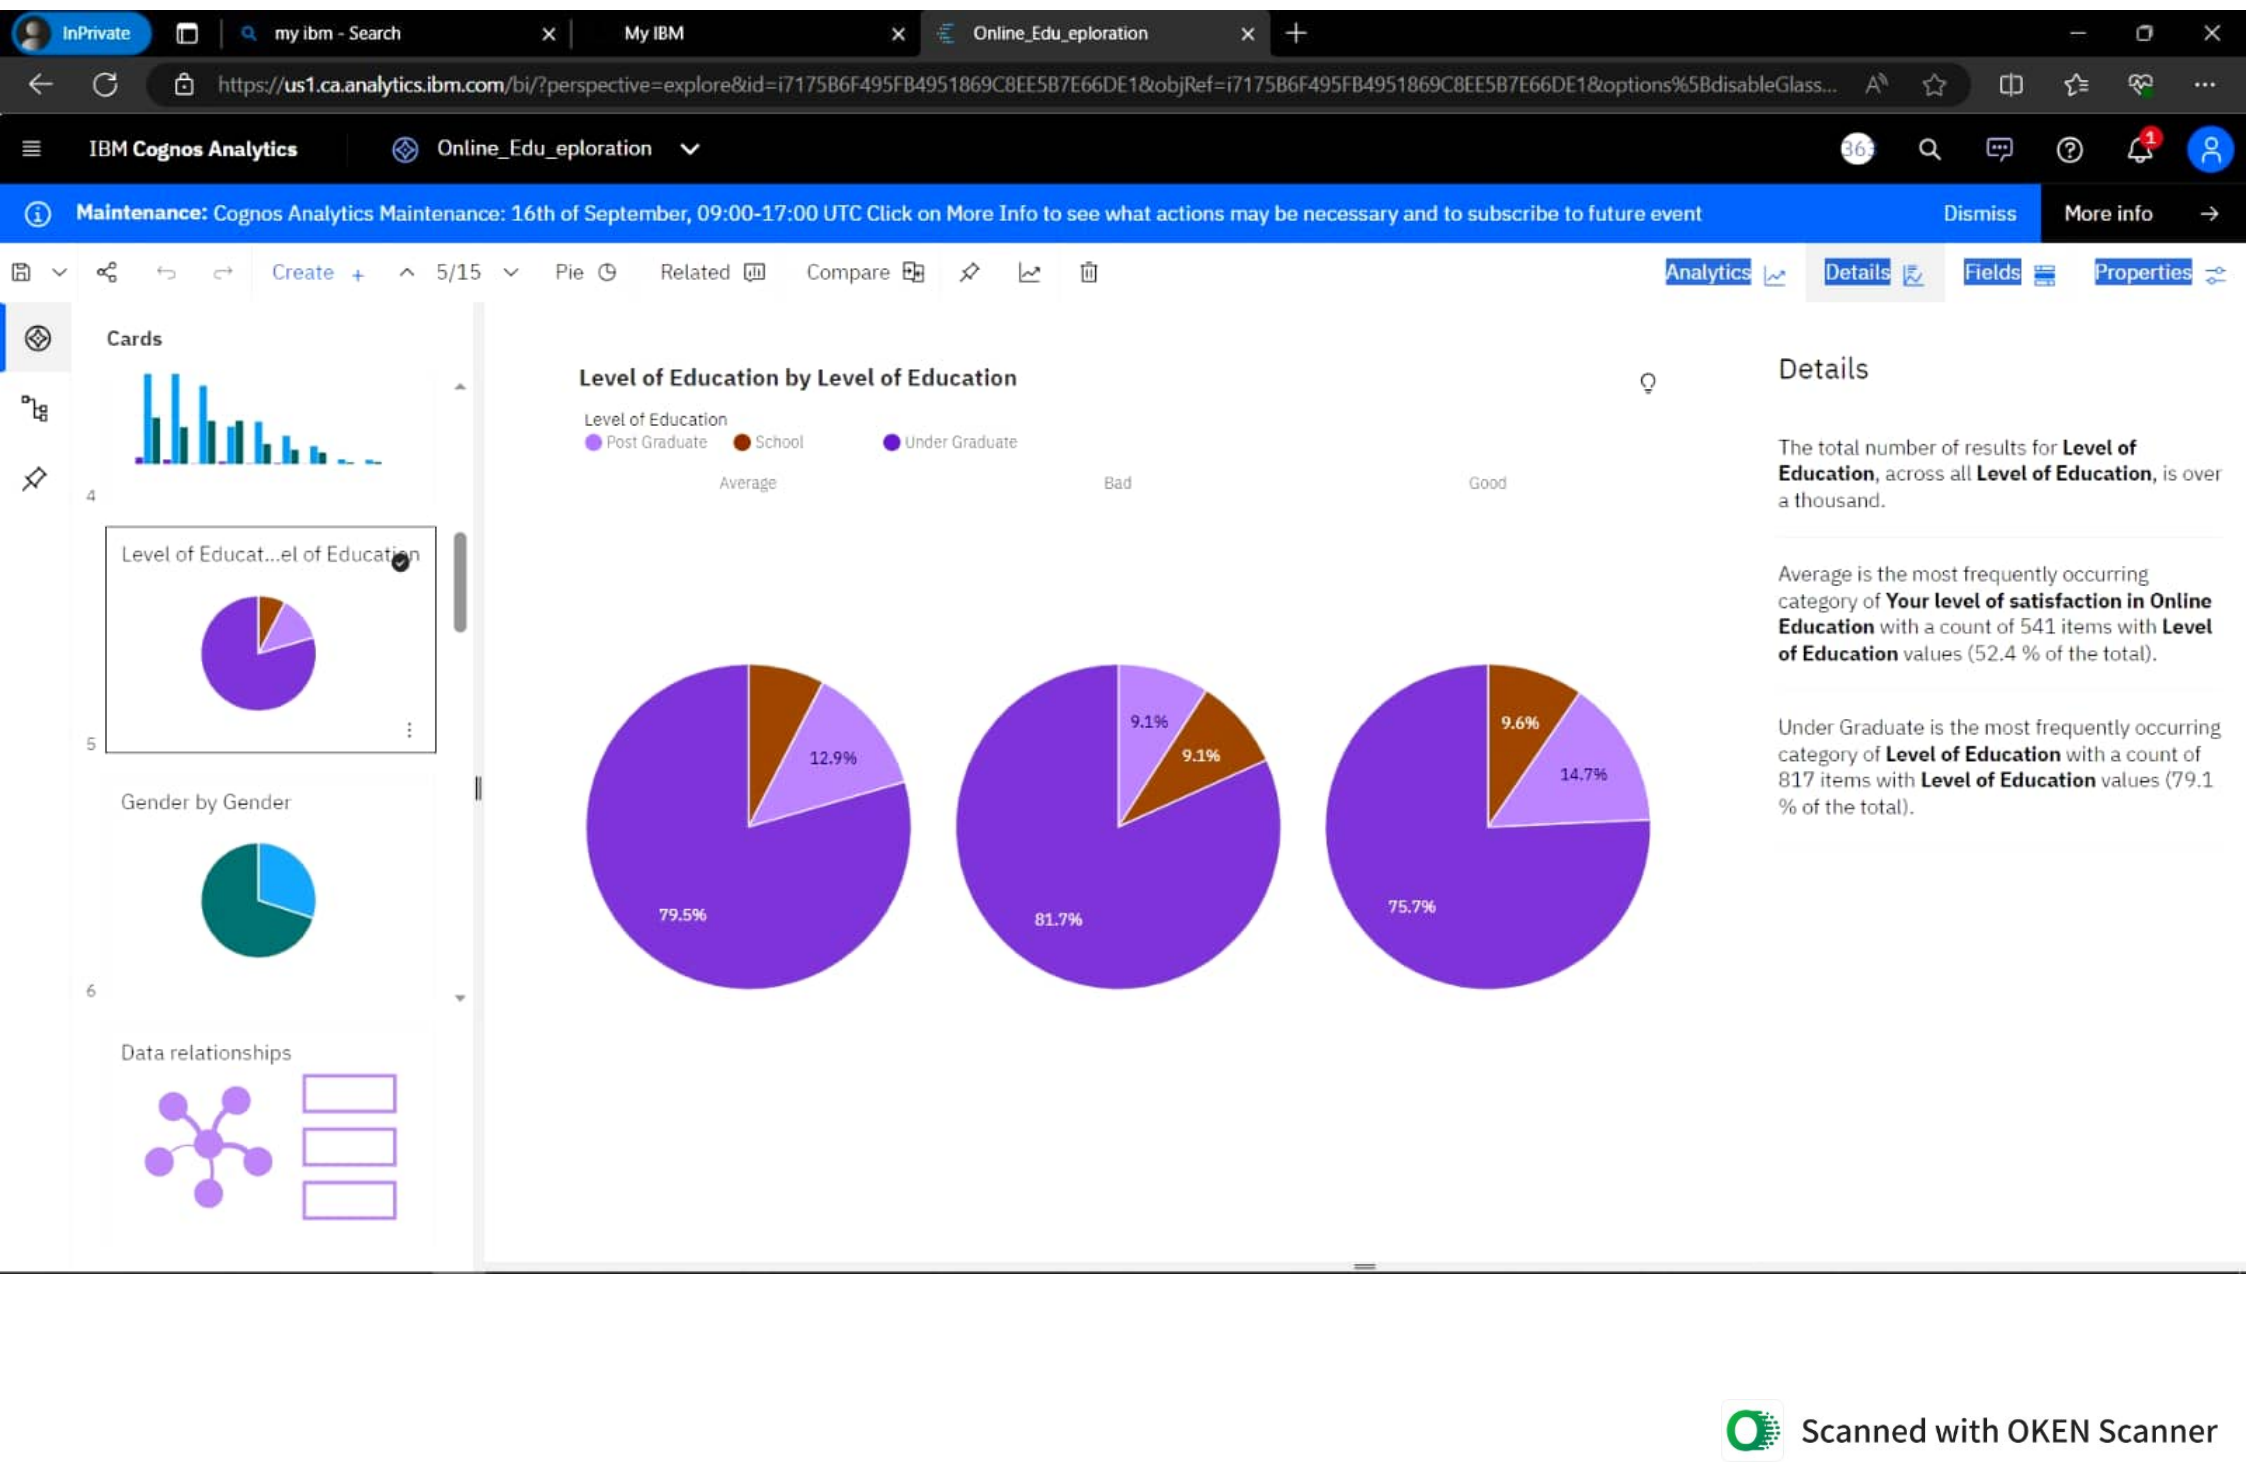 InPrivate
my ibm - Search
My IBM
Online_Edu_eploration
https://us1.ca.analytics.ibm.com/bi/?perspective=explore&id=i7175B6F495FB4951869C8EE5B7E66DE1&objRef=i7175B6F495FB4951869C8EE5B7E66DE1&options%5BdisableGlass...
IBM Cognos Analytics
Online_Edu_eploration
363
1
Maintenance: Cognos Analytics Maintenance: 16th of September, 09:00-17:00 UTC Click on More Info to see what actions may be necessary and to subscribe to future event
Dismiss
More info
Create + 5/15 Pie Related Compare
Analytics Details Fields Properties
Cards
4
Level of Educat...el of Education
5
Gender by Gender
6
Data relationships
Level of Education by Level of Education
Level of Education
Post Graduate School Under Graduate
Average Bad Good
12.9%
79.5%
9.1%
9.1%
81.7%
9.6%
14.7%
75.7%
Details
The total number of results for Level of
Education, across all Level of Education, is over
a thousand.
Average is the most frequently occurring
category of Your level of satisfaction in Online
Education with a count of 541 items with Level
of Education values (52.4 % of the total).
Under Graduate is the most frequently occurring
category of Level of Education with a count of
817 items with Level of Education values (79.1
% of the total).
Scanned with OKEN Scanner